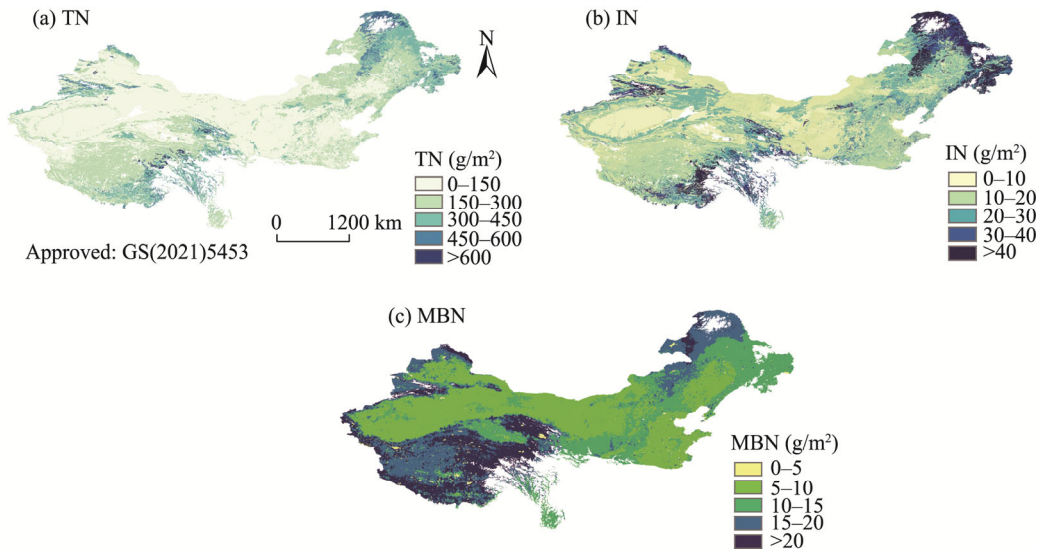 (a) TN
N
TN (g/m²)
0–150
150–300
300–450
450–600
>600
0 1200 km
Approved: GS(2021)5453
(b) IN
IN (g/m²)
0–10
10–20
20–30
30–40
>40
(c) MBN
MBN (g/m²)
0–5
5–10
10–15
15–20
>20